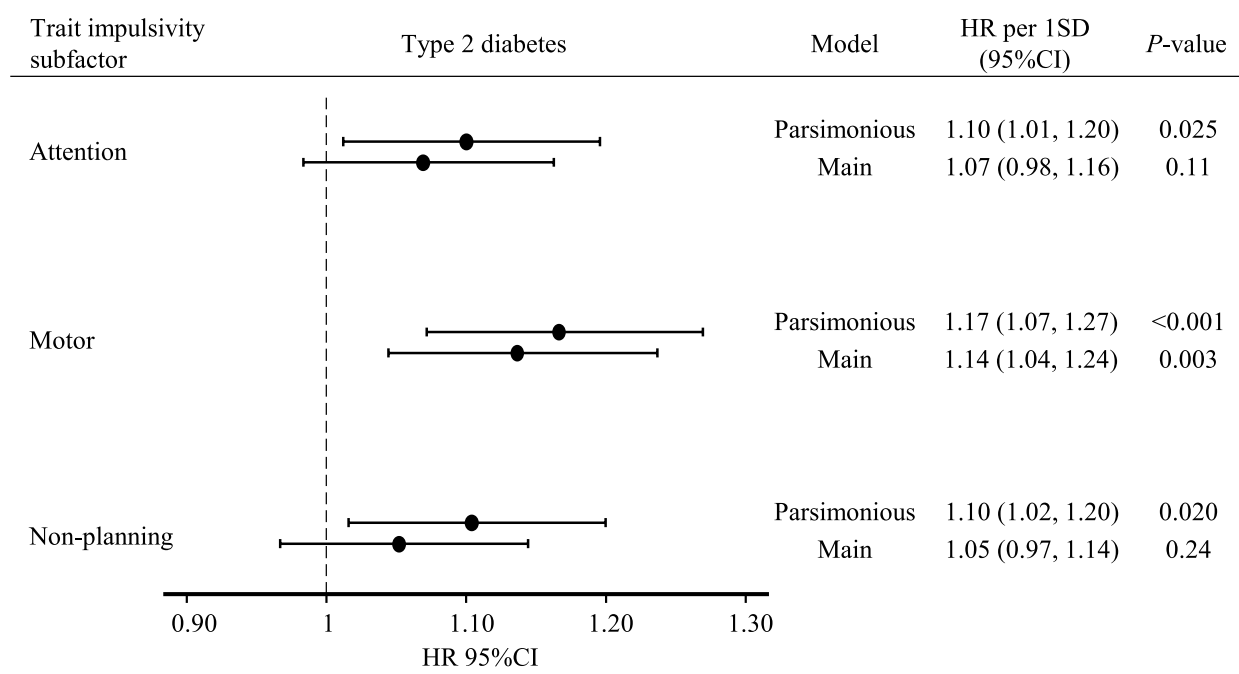 Trait impulsivity
subfactor
Type 2 diabetes
Model
HR per 1SD
(95%CI)
P-value
Attention
Parsimonious 1.10 (1.01, 1.20) 0.025
Main 1.07 (0.98, 1.16) 0.11
Motor
Parsimonious 1.17 (1.07, 1.27) <0.001
Main 1.14 (1.04, 1.24) 0.003
Non-planning
Parsimonious 1.10 (1.02, 1.20) 0.020
Main 1.05 (0.97, 1.14) 0.24
0.90 1 1.10 1.20 1.30
HR 95%CI